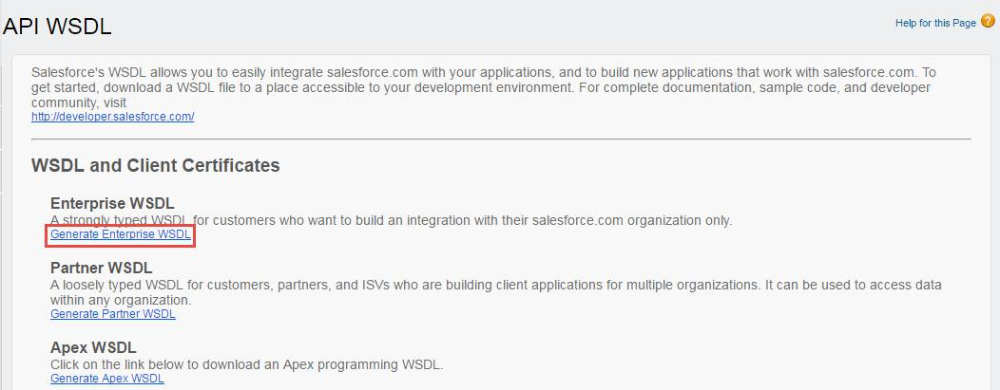 API WSDL
Help for this Page ?
Salesforce's WSDL allows you to easily integrate salesforce.com with your applications, and to build new applications that work with salesforce.com. To
get started, download a WSDL file to a place accessible to your development environment. For complete documentation, sample code, and developer
community, visit
http://developer.salesforce.com/
WSDL and Client Certificates
Enterprise WSDL
A strongly typed WSDL for customers who want to build an integration with their salesforce.com organization only.
Generate Enterprise WSDL
Partner WSDL
A loosely typed WSDL for customers, partners, and ISVs who are building client applications for multiple organizations. It can be used to access data
within any organization.
Generate Partner WSDL
Apex WSDL
Click on the link below to download an Apex programming WSDL.
Generate Apex WSDL